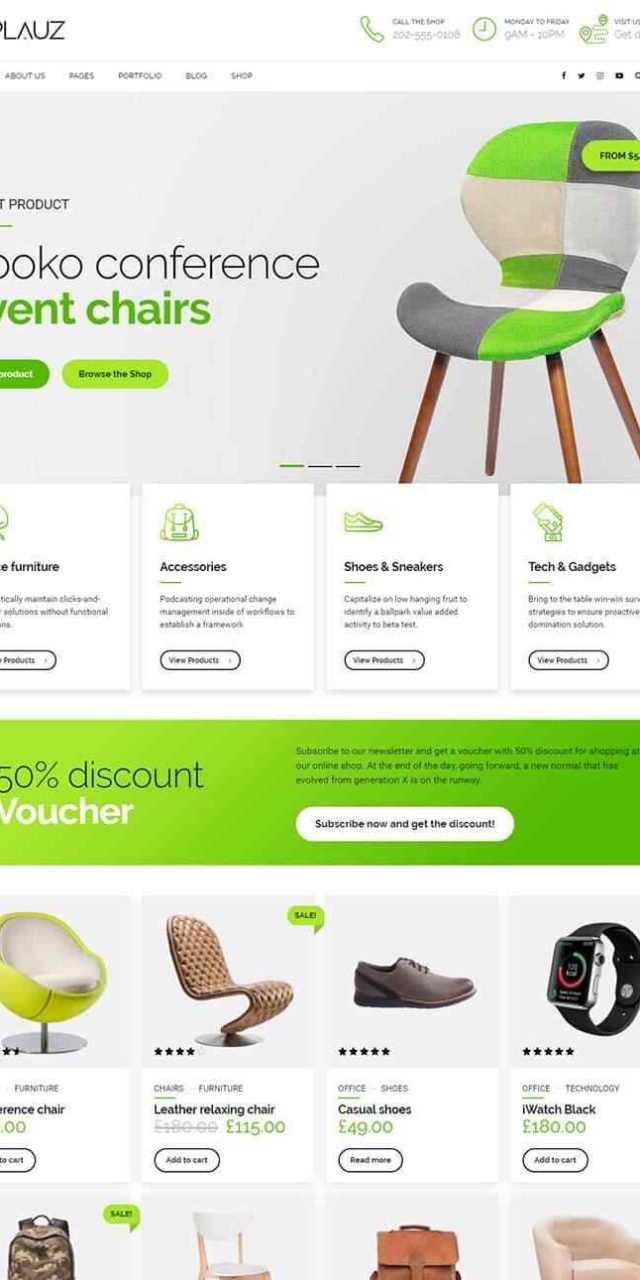 PLAUZ
CALL THE SHOP
202-555-0108
MONDAY TO FRIDAY
9AM - 10PM
VISIT US
Get d
ABOUT US PAGES PORTFOLIO BLOG SHOP
FROM $5
T PRODUCT
ooko conference
vent chairs
product Browse the Shop
e furniture
tically maintain clicks-and-
r solutions without functional
ns.
Products
Accessories
Podcasting operational change
management inside of workflows to
establish a framework.
View Products
Shoes & Sneakers
Capitalize on low hanging fruit to
identify a ballpark value added
activity to beta test.
View Products
Tech & Gadgets
Bring to the table win-win surv
strategies to ensure proactive
domination solution.
View Products
50% discount
Voucher
Subscribe to our newsletter and get a voucher with 50% discount for shopping at
our online shop. At the end of the day, going forward, a new normal that has
evolved from generation X is on the runway.
Subscribe now and get the discount!
SALE!
FURNITURE
erence chair
.00
to cart
CHAIRS FURNITURE
Leather relaxing chair
£180.00 £115.00
Add to cart
OFFICE SHOES
Casual shoes
£49.00
Read more
OFFICE TECHNOLOGY
iWatch Black
£180.00
Add to cart
SALE!